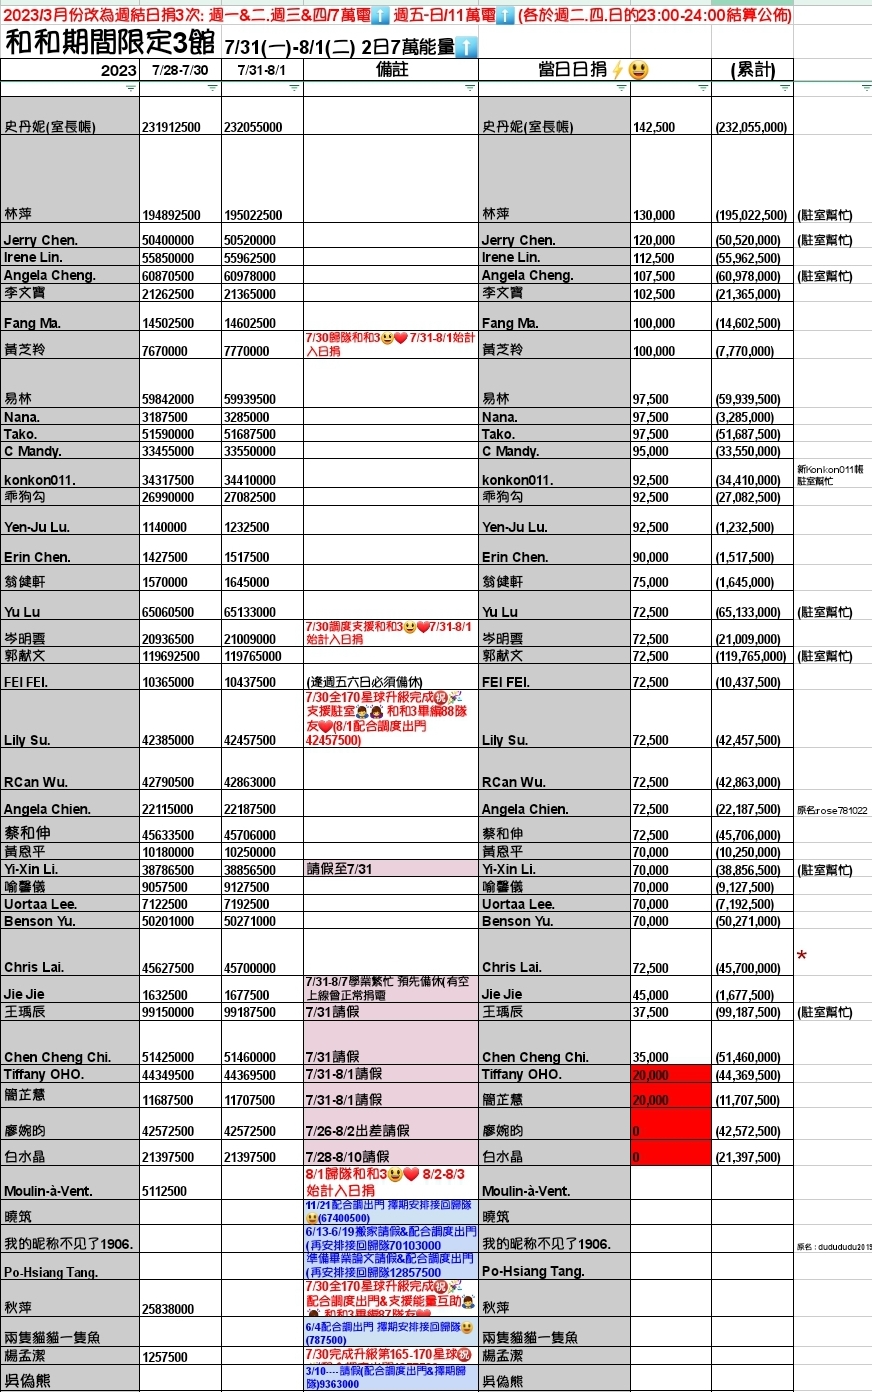 2023/3月份改為週結日捐3次: 週一&二.週三&四/7萬電⬆️ 週五-日/11萬電⬆️ (各於週二.四.日的23:00-24:00結算公佈)
和和期間限定3館 7/31(一)-8/1(二) 2日7萬能量⬆️
2023 7/28-7/30 7/31-8/1 備註 當日日捐⚡😃 (累計)
史丹妮(室長帳) 231912500 232055000 史丹妮(室長帳) 142,500 (232,055,000)
林萍 194892500 195022500 林萍 130,000 (195,022,500) (駐室幫忙)
Jerry Chen. 50400000 50520000 Jerry Chen. 120,000 (50,520,000) (駐室幫忙)
Irene Lin. 55850000 55962500 Irene Lin. 112,500 (55,962,500)
Angela Cheng. 60870500 60978000 Angela Cheng. 107,500 (60,978,000) (駐室幫忙)
李文寶 21262500 21365000 李文寶 102,500 (21,365,000)
Fang Ma. 14502500 14602500 Fang Ma. 100,000 (14,602,500)
7/30歸隊和和3😃❤️ 7/31-8/1始計
黃芝羚 7670000 7770000 入日捐 黃芝羚 100,000 (7,770,000)
易林 59842000 59939500 易林 97,500 (59,939,500)
Nana. 3187500 3285000 Nana. 97,500 (3,285,000)
Tako. 51590000 51687500 Tako. 97,500 (51,687,500)
C Mandy. 33455000 33550000 C Mandy. 95,000 (33,550,000)
新Konkon011帳
konkon011. 34317500 34410000 konkon011. 92,500 (34,410,000) 駐室幫忙
乖狗勾 26990000 27082500 乖狗勾 92,500 (27,082,500)
Yen-Ju Lu. 1140000 1232500 Yen-Ju Lu. 92,500 (1,232,500)
Erin Chen. 1427500 1517500 Erin Chen. 90,000 (1,517,500)
翁健軒 1570000 1645000 翁健軒 75,000 (1,645,000)
Yu Lu 65060500 65133000 Yu Lu 72,500 (65,133,000) (駐室幫忙)
7/30調度支援和和3😃❤️7/31-8/1
岑明雲 20936500 21009000 始計入日捐 岑明雲 72,500 (21,009,000)
郭献文 119692500 119765000 郭献文 72,500 (119,765,000) (駐室幫忙)
FEI FEI. 10365000 10437500 (逢週五六日必須備休) FEI FEI. 72,500 (10,437,500)
7/30全170星球升級完成㊗️🎉
支援駐室🙇🙇 和和3畢編88隊
友❤️(8/1配合調度出門
Lily Su. 42385000 42457500 42457500) Lily Su. 72,500 (42,457,500)
RCan Wu. 42790500 42863000 RCan Wu. 72,500 (42,863,000)
Angela Chien. 22115000 22187500 Angela Chien. 72,500 (22,187,500) 原名rose781022
蔡和伸 45633500 45706000 蔡和伸 72,500 (45,706,000)
黃恩平 10180000 10250000 黃恩平 70,000 (10,250,000)
Yi-Xin Li. 38786500 38856500 請假至7/31 Yi-Xin Li. 70,000 (38,856,500) (駐室幫忙)
喻馨儀 9057500 9127500 喻馨儀 70,000 (9,127,500)
Uortaa Lee. 7122500 7192500 Uortaa Lee. 70,000 (7,192,500)
Benson Yu. 50201000 50271000 Benson Yu. 70,000 (50,271,000)
*
Chris Lai. 45627500 45700000 Chris Lai. 72,500 (45,700,000)
7/31-8/7學業繁忙 預先備休(有空
Jie Jie 1632500 1677500 上線曾正常捐電 Jie Jie 45,000 (1,677,500)
王瑀辰 99150000 99187500 7/31請假 王瑀辰 37,500 (99,187,500) (駐室幫忙)
Chen Cheng Chi. 51425000 51460000 7/31請假 Chen Cheng Chi. 35,000 (51,460,000)
Tiffany OHO. 44349500 44369500 7/31-8/1請假 Tiffany OHO. 20,000 (44,369,500)
簡芷慧 11687500 11707500 7/31-8/1請假 簡芷慧 20,000 (11,707,500)
廖婉昀 42572500 42572500 7/26-8/2出差請假 廖婉昀 0 (42,572,500)
白水晶 21397500 21397500 7/28-8/10請假 白水晶 0 (21,397,500)
8/1歸隊和和3😃❤️ 8/2-8/3
Moulin-à-Vent. 5112500 始計入日捐 Moulin-à-Vent.
11/21配合調出門 擇期安排接回歸隊
曉筑 😃(67400500) 曉筑
6/13-6/19搬家請假&配合調度出門
我的昵称不见了1906. (再安排接回歸隊70103000 我的昵称不见了1906. 原名 : dudududu2015
準備畢業論文請假&配合調度出門
Po-Hsiang Tang. (再安排接回歸隊12857500 Po-Hsiang Tang.
7/30全170星球升級完成㊗️🎉
配合調度出門&支援能量互助🙇
秋萍 25838000 🙇 和和3畢編87隊友❤️ 秋萍
6/4配合調出門 擇期安排接回歸隊😃
兩隻貓貓一隻魚 (787500) 兩隻貓貓一隻魚
楊孟潔 1257500 7/30完成升級第165-170星球㊗️ 楊孟潔
3/10----請假(配合調度出門&擇期歸
吳偽熊 隊)9363000 吳偽熊